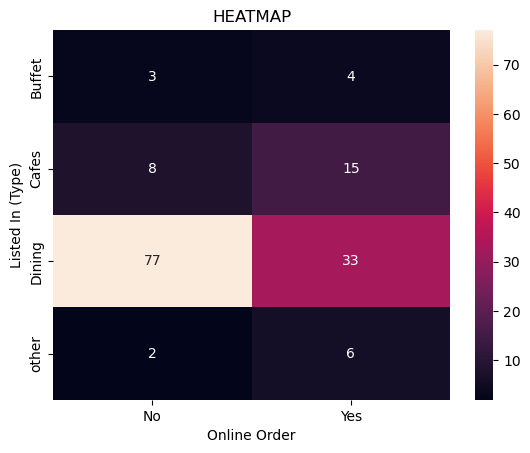 HEATMAP
Listed In (Type)
Buffet
3 4
70
60
Cafes
8 15
50
40
Dining
77 33
30
20
other
2 6
10
No Yes
Online Order